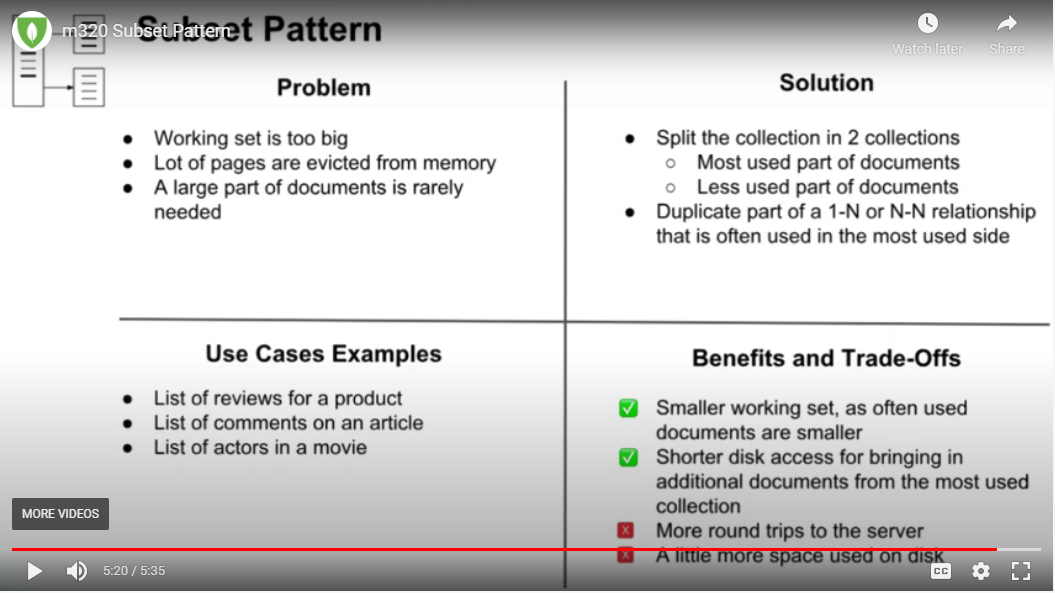 m320 Subset Pattern
Subset Pattern
Watch later
Share
Problem
● Working set is too big
● Lot of pages are evicted from memory
● A large part of documents is rarely
needed
Solution
● Split the collection in 2 collections
○ Most used part of documents
○ Less used part of documents
● Duplicate part of a 1-N or N-N relationship
that is often used in the most used side
Use Cases Examples
● List of reviews for a product
● List of comments on an article
● List of actors in a movie
Benefits and Trade-Offs
✅ Smaller working set, as often used
documents are smaller
✅ Shorter disk access for bringing in
additional documents from the most used
collection
X More round trips to the server
X A little more space used on disk
MORE VIDEOS
5:20 / 5:35
CC